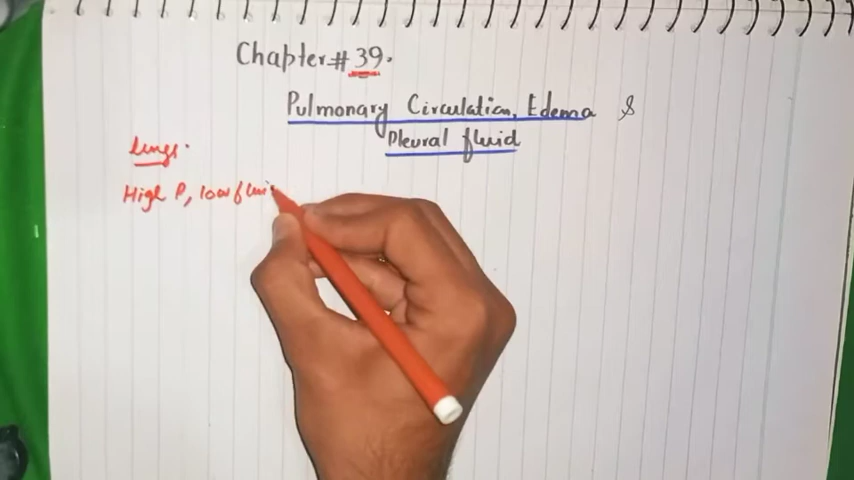 Chapter# 39.
Pulmonary Circulation, Edema &
Pleural fluid
lungs.
High P, low flui